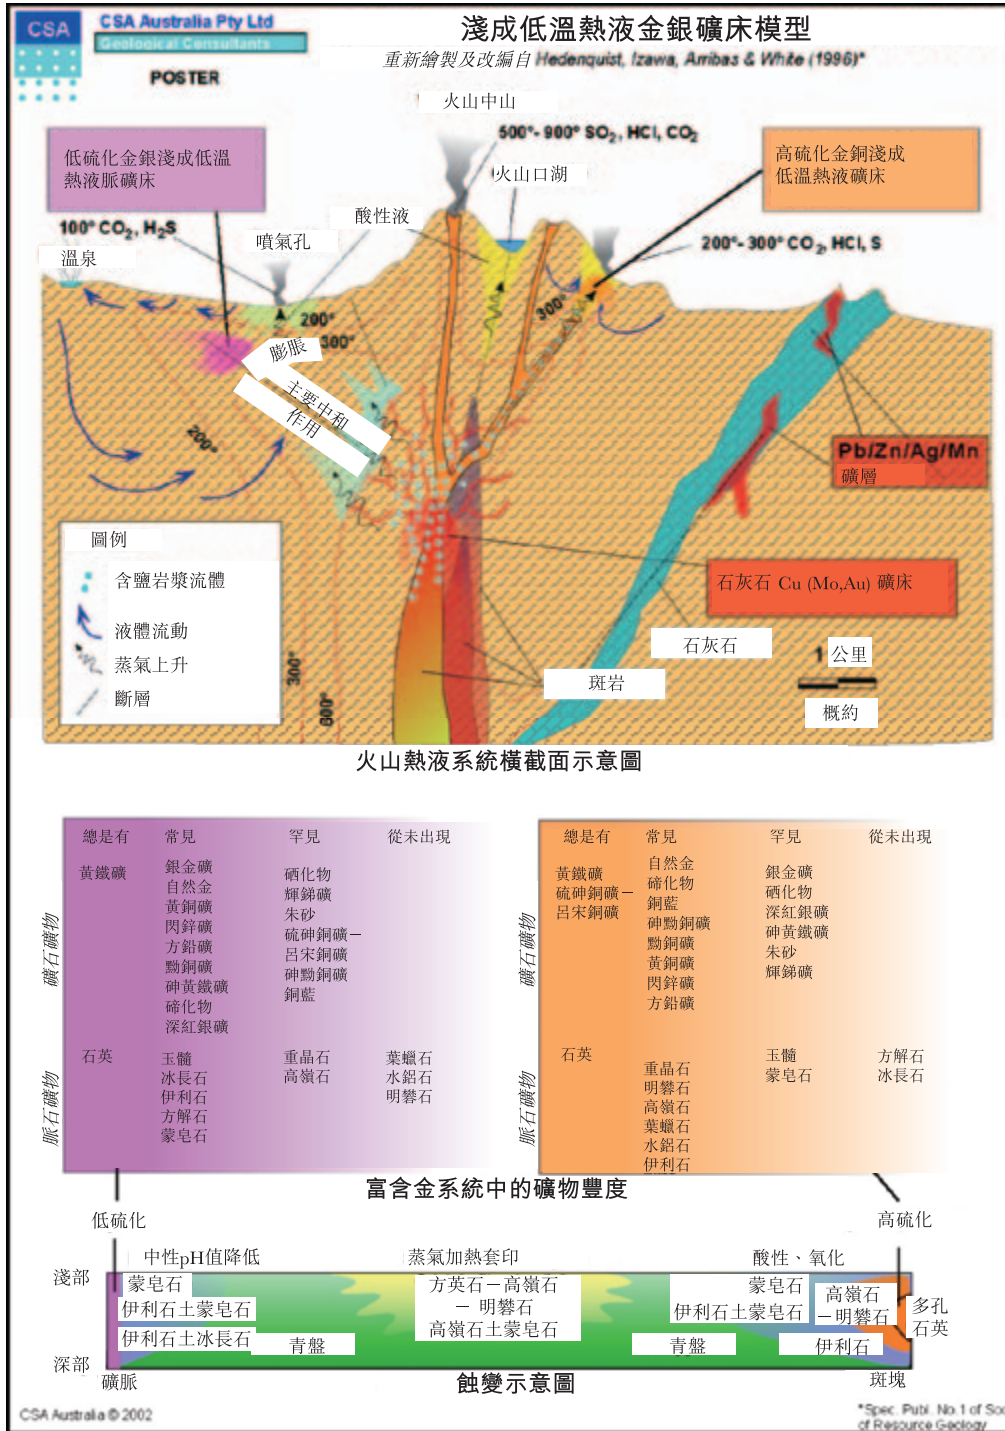 CSA
CSA Australia Pty Ltd
Geological Consultants
POSTER
淺成低溫熱液金銀礦床模型
重新繪製及改編自 Hedenquist, Izawa, Arribas & White (1996)*
火山中山
500°- 900° SO₂, HCl, CO₂
低硫化金銀淺成低溫
熱液脈礦床
火山口湖
高硫化金銅淺成
低溫熱液礦床
酸性液
100° CO₂, H₂S
噴氣孔
溫泉
200°- 300° CO₂, HCl, S
300°
200°
300°
膨脹
主要中和
作用
200°
Pb/Zn/Ag/Mn
礦層
圖例
含鹽岩漿流體
液體流動
蒸氣上升
斷層
石灰石 Cu (Mo,Au) 礦床
石灰石
斑岩
1 公里
概約
300°
600°
火山熱液系統橫截面示意圖
總是有 常見 罕見 從未出現
礦石礦物
黃鐵礦
銀金礦
自然金
黃銅礦
閃鋅礦
方鉛礦
黝銅礦
砷黃鐵礦
碲化物
深紅銀礦
硒化物
輝銻礦
朱砂
硫砷銅礦－
呂宋銅礦
砷黝銅礦
銅藍
脈石礦物
石英
玉髓
冰長石
伊利石
方解石
蒙皂石
重晶石
高嶺石
葉蠟石
水鋁石
明礬石
總是有 常見 罕見 從未出現
礦石礦物
黃鐵礦
硫砷銅礦－
呂宋銅礦
自然金
碲化物
銅藍
砷黝銅礦
黝銅礦
黃銅礦
閃鋅礦
方鉛礦
銀金礦
硒化物
深紅銀礦
砷黃鐵礦
朱砂
輝銻礦
脈石礦物
石英
重晶石
明礬石
高嶺石
葉蠟石
水鋁石
伊利石
玉髓
蒙皂石
方解石
冰長石
富含金系統中的礦物豐度
低硫化
高硫化
中性pH值降低
蒸氣加熱套印
酸性、氧化
淺部
蒙皂石
伊利石土蒙皂石
伊利石土冰長石
青盤
方英石－高嶺石
－ 明礬石
高嶺石土蒙皂石
蒙皂石
伊利石土蒙皂石
青盤
高嶺石
－明礬石
伊利石
多孔
石英
深部
礦脈
斑塊
蝕變示意圖
CSA Australia © 2002
*Spec. Publ. No.1 of Soc
of Resource Geology